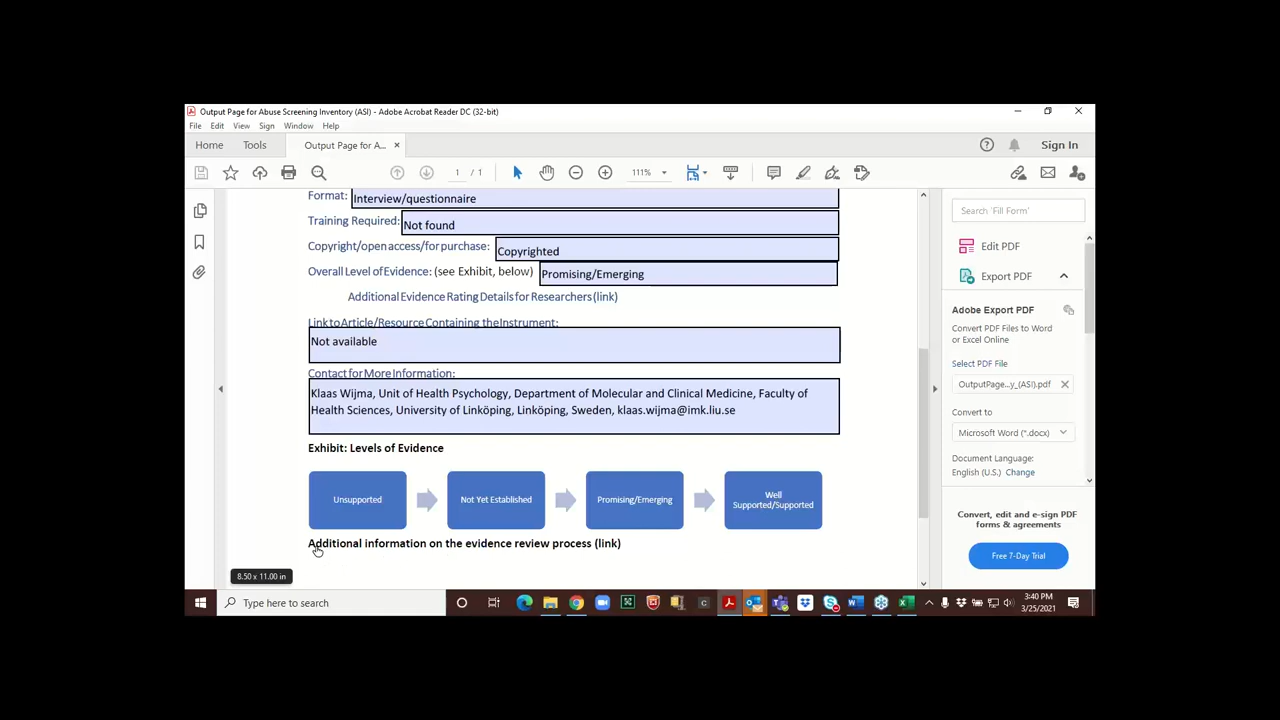 Output Page for Abuse Screening Inventory (ASI) - Adobe Acrobat Reader DC (32-bit)
File Edit View Sign Window Help
Home Tools Output Page for A... × Sign In
1 / 1 111%
Format: Interview/questionnaire
Training Required: Not found
Copyright/open access/for purchase: Copyrighted
Overall Level of Evidence: (see Exhibit, below) Promising/Emerging
Additional Evidence Rating Details for Researchers (link)
Link to Article/Resource Containing the Instrument:
Not available
Contact for More Information:
Klaas Wijma, Unit of Health Psychology, Department of Molecular and Clinical Medicine, Faculty of
Health Sciences, University of Linköping, Linköping, Sweden, klaas.wijma@imk.liu.se
Exhibit: Levels of Evidence
Unsupported
Not Yet Established
Promising/Emerging
Well
Supported/Supported
Additional information on the evidence review process (link)
8.50 x 11.00 in
Search 'Fill Form'
Edit PDF
Export PDF
Adobe Export PDF
Convert PDF Files to Word
or Excel Online
Select PDF File
OutputPage...y_(ASI).pdf
Convert to
Microsoft Word (*.docx)
Document Language:
English (U.S.) Change
Convert, edit and e-sign PDF
forms & agreements
Free 7-Day Trial
Type here to search
3:40 PM
3/25/2021